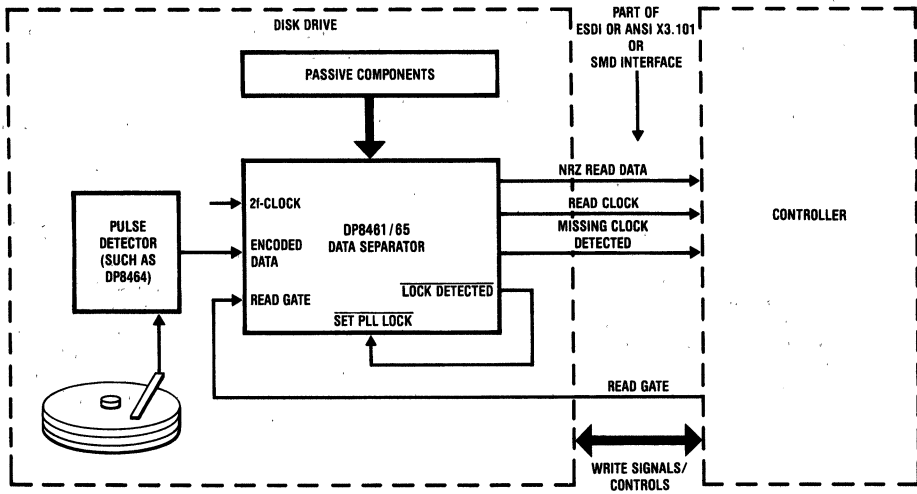 DISK DRIVE
PART OF
ESDI OR ANSI X3.101
OR
SMD INTERFACE
PASSIVE COMPONENTS
NRZ READ DATA
2f-CLOCK
READ CLOCK
CONTROLLER
PULSE
DETECTOR
(SUCH AS
DP8464)
DP8461/65
DATA SEPARATOR
MISSING CLOCK
DETECTED
ENCODED
DATA
LOCK DETECTED
READ GATE
SET PLL LOCK
READ GATE
WRITE SIGNALS/
CONTROLS